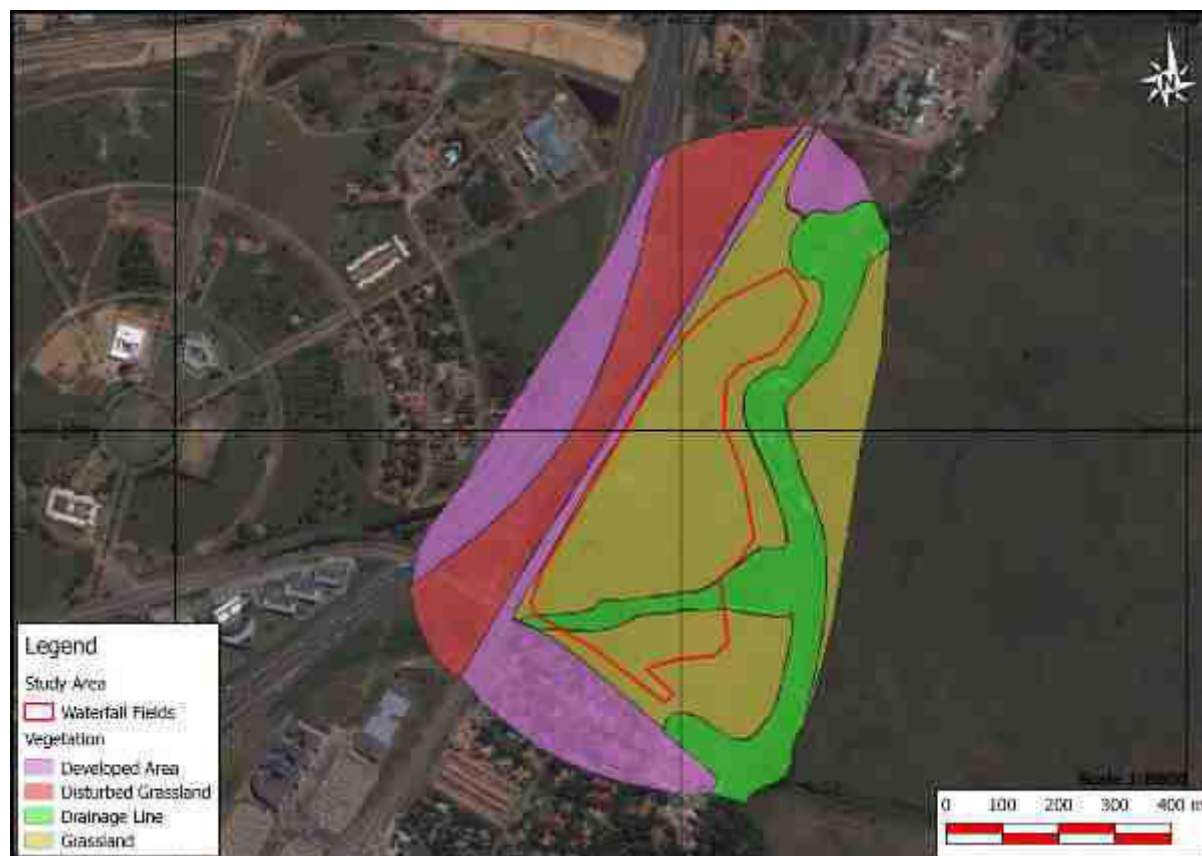 N
Legend
Study Area
Waterfall Fields
Vegetation
Developed Area
Disturbed Grassland
Drainage Line
Grassland
0 100 200 300 400 m